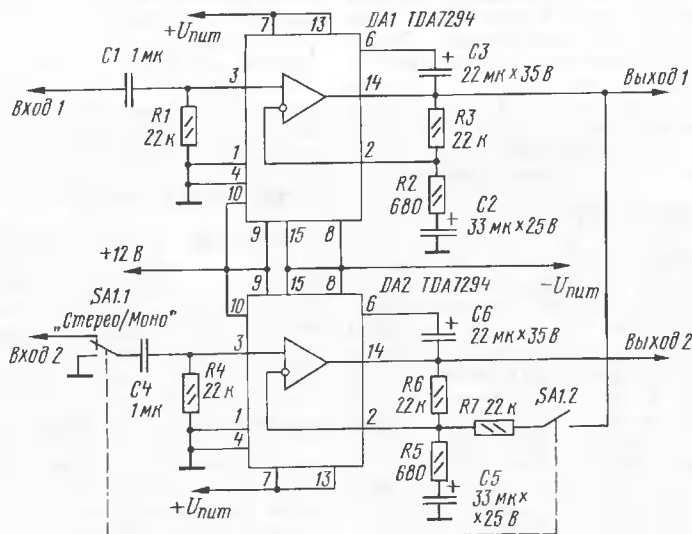 +Uпит
7
13
DA1 TDA7294
C1 1 мк
3
6
+
C3
22 мк×35 В
14
Вход 1
Выход 1
R1
22 к
R3
22 к
1
4
10
2
R2
680
+
C2
33 мк×25 В
9
15
8
+12 В
9
15
8
DA2 TDA7294
−Uпит
SA1.1
„Стерео/Моно"
10
6
+
C6
22 мк×35 В
Вход 2
3
14
Выход 2
C4
1мк
R4
22 к
R6
22 к
R7 22 к
SA1.2
1
4
2
R5
680
+
C5
33 мк×
×25 В
7
13
+Uпит